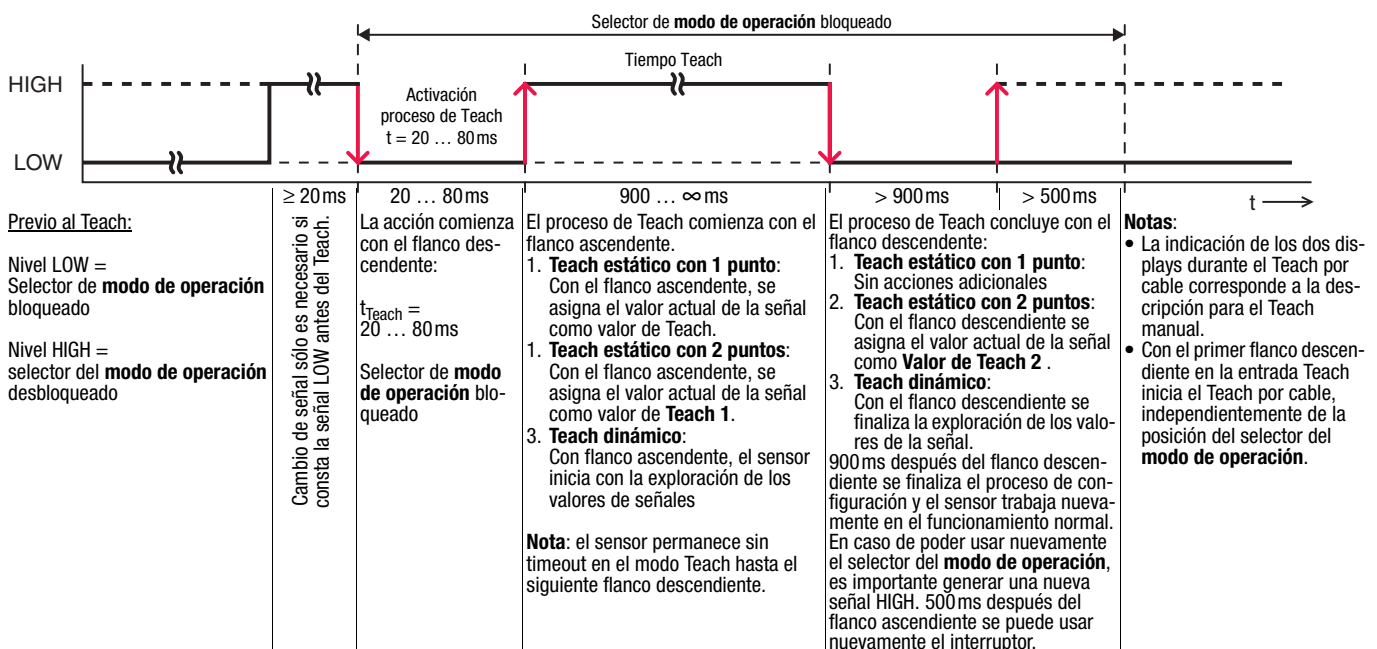 Selector de modo de operación bloqueado
Tiempo Teach
HIGH
Activación
proceso de Teach
t = 20 … 80 ms
LOW
≥ 20 ms
20 … 80 ms
900 … ∞ ms
> 900 ms
> 500 ms
t
Previo al Teach:
Nivel LOW =
Selector de modo de operación
bloqueado
Nivel HIGH =
selector del modo de operación
desbloqueado
Cambio de señal sólo es necesario si
consta la señal LOW antes del Teach.
La acción comienza
con el flanco des-
cendente:
tTeach =
20 … 80 ms
Selector de modo
de operación blo-
queado
El proceso de Teach comienza con el
flanco ascendente.
1. Teach estático con 1 punto:
Con el flanco ascendente, se
asigna el valor actual de la señal
como valor de Teach.
1. Teach estático con 2 puntos:
Con el flanco ascendente, se
asigna el valor actual de la señal
como valor de Teach 1.
3. Teach dinámico:
Con flanco ascendente, el sensor
inicia con la exploración de los
valores de señales
Nota: el sensor permanece sin
timeout en el modo Teach hasta el
siguiente flanco descendiente.
El proceso de Teach concluye con el
flanco descendente:
1. Teach estático con 1 punto:
Sin acciones adicionales
2. Teach estático con 2 puntos:
Con el flanco descendiente se
asigna el valor actual de la señal
como Valor de Teach 2 .
3. Teach dinámico:
Con el flanco descendiente se
finaliza la exploración de los valo-
res de la señal.
900 ms después del flanco descen-
diente se finaliza el proceso de con-
figuración y el sensor trabaja nueva-
mente en el funcionamiento normal.
En caso de poder usar nuevamente
el selector del modo de operación,
es importante generar una nueva
señal HIGH. 500 ms después del
flanco ascendiente se puede usar
nuevamente el interruptor.
Notas:
• La indicación de los dos dis-
plays durante el Teach por
cable corresponde a la des-
cripción para el Teach
manual.
• Con el primer flanco descen-
diente en la entrada Teach
inicia el Teach por cable,
independientemente de la
posición del selector del
modo de operación.